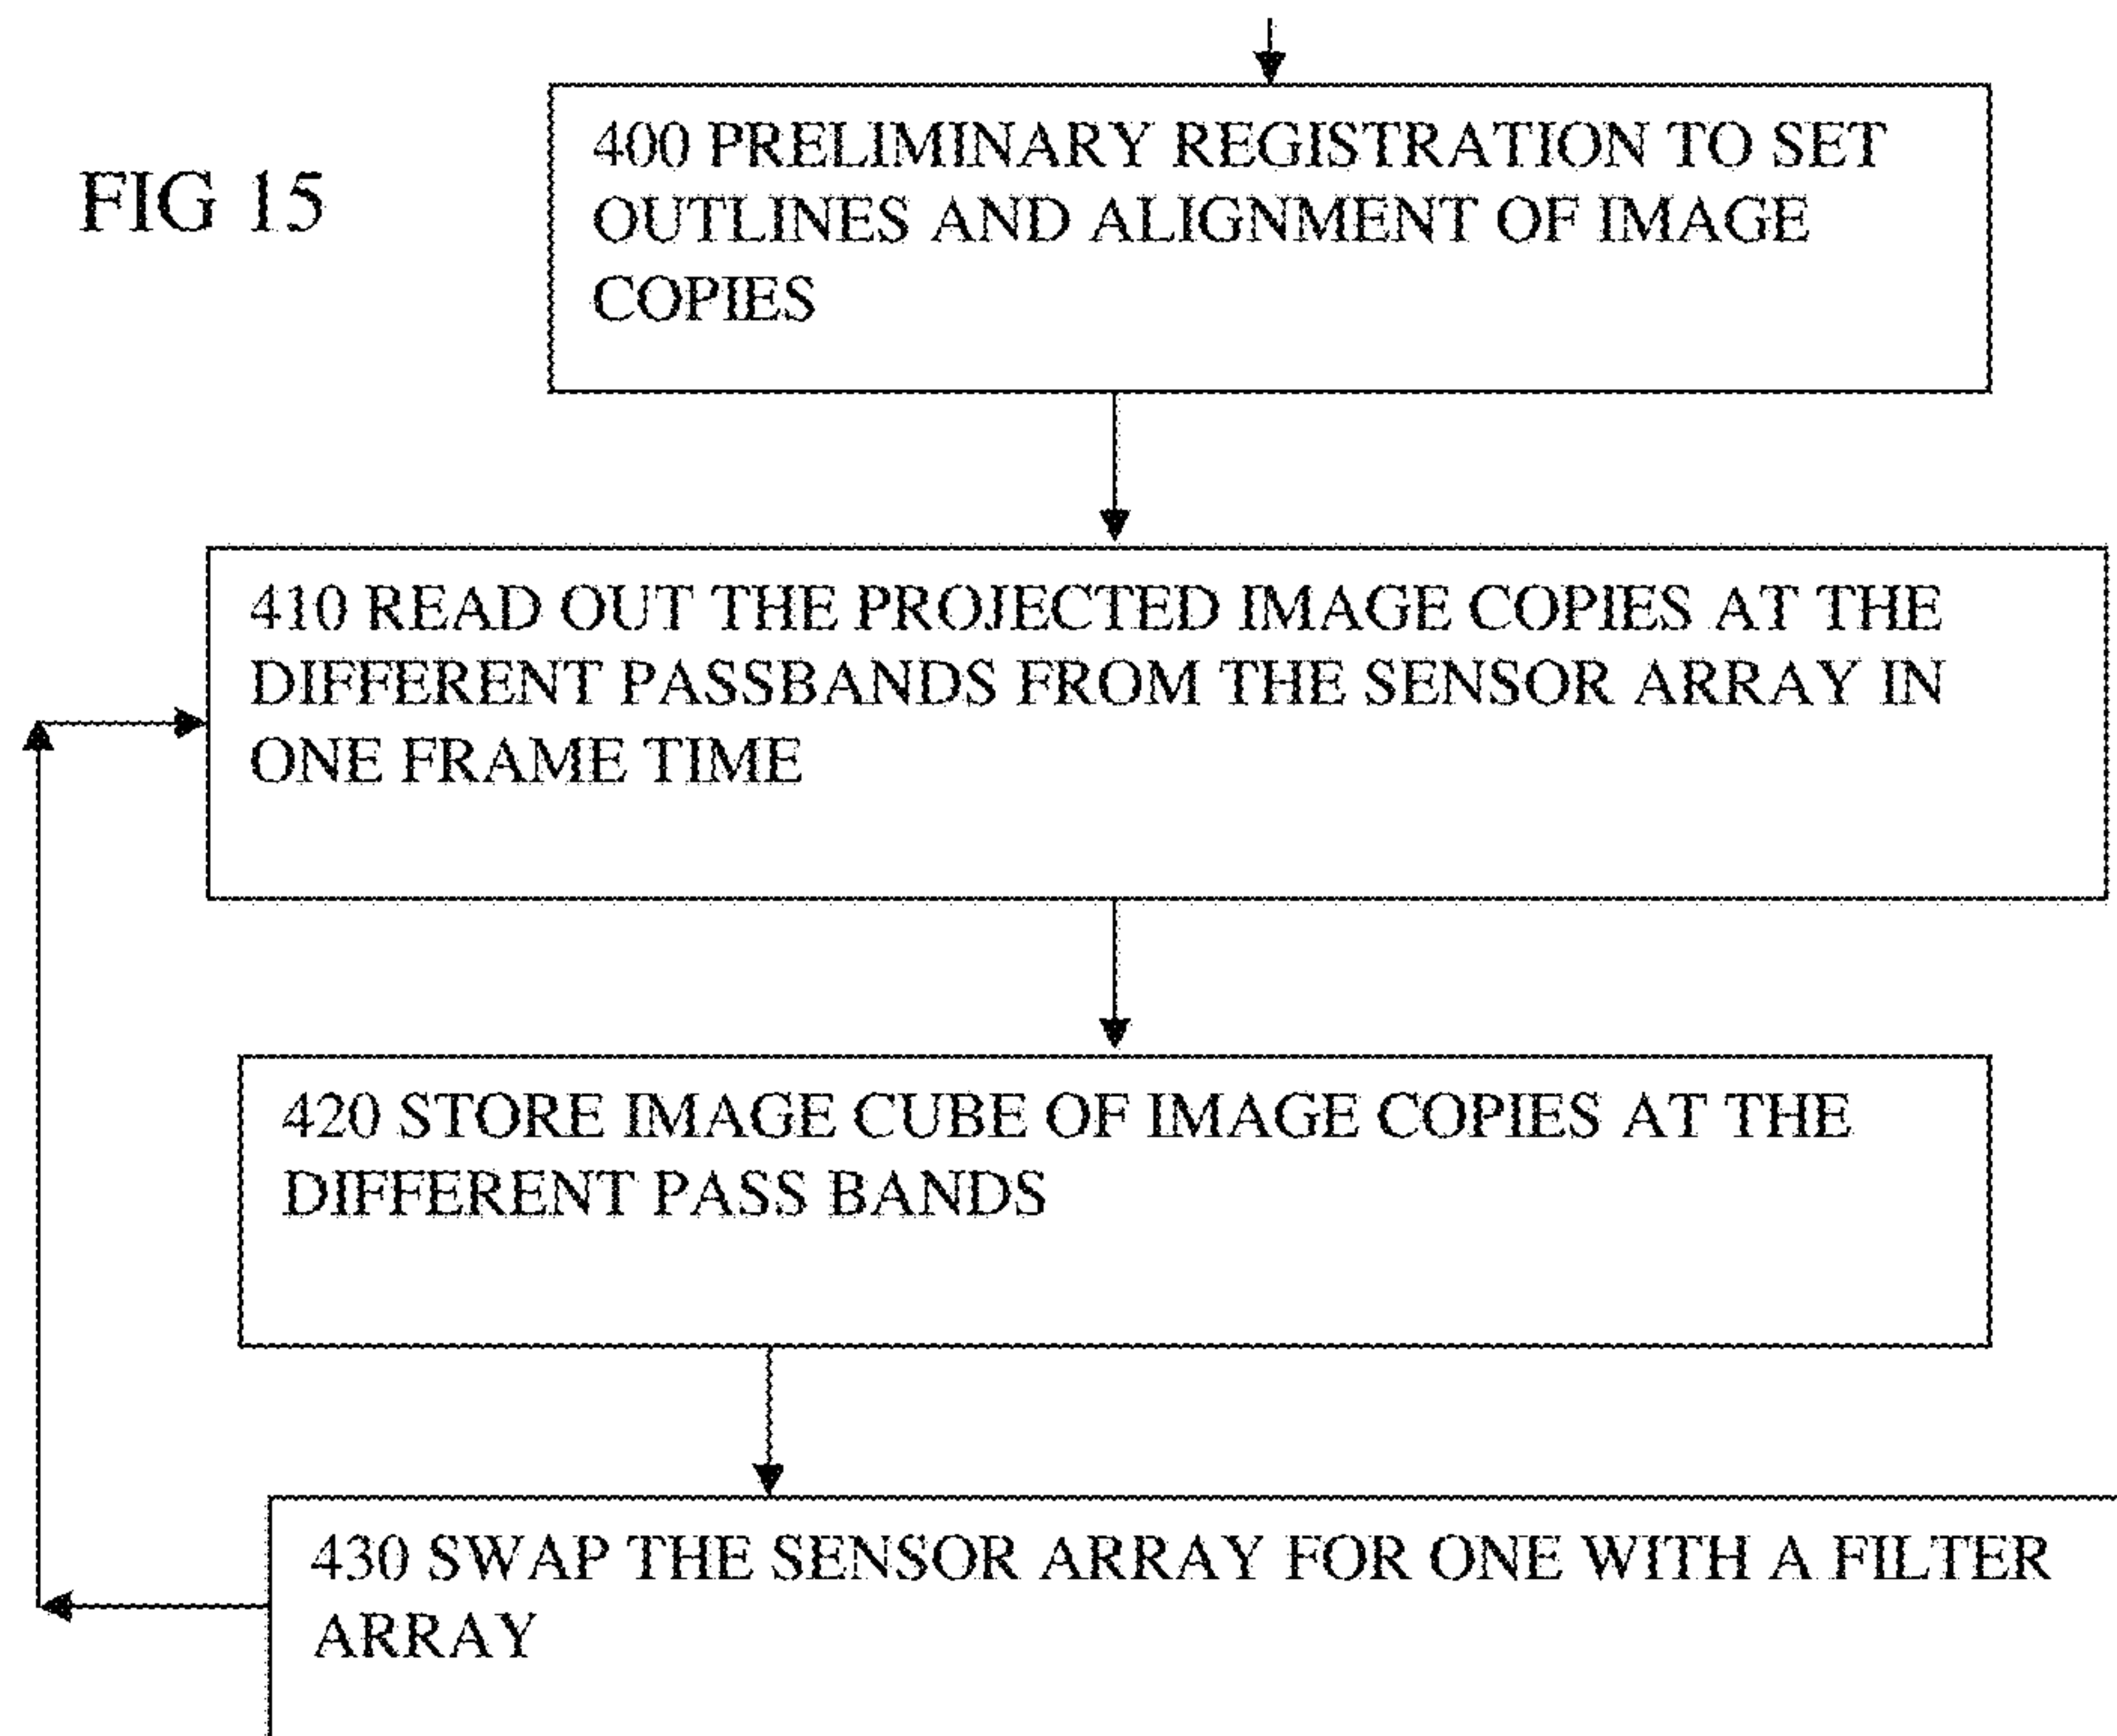 FIG 15
400 PRELIMINARY REGISTRATION TO SET
OUTLINES AND ALIGNMENT OF IMAGE
COPIES
410 READ OUT THE PROJECTED IMAGE COPIES AT THE
DIFFERENT PASSBANDS FROM THE SENSOR ARRAY IN
ONE FRAME TIME
420 STORE IMAGE CUBE OF IMAGE COPIES AT THE
DIFFERENT PASS BANDS
430 SWAP THE SENSOR ARRAY FOR ONE WITH A FILTER
ARRAY